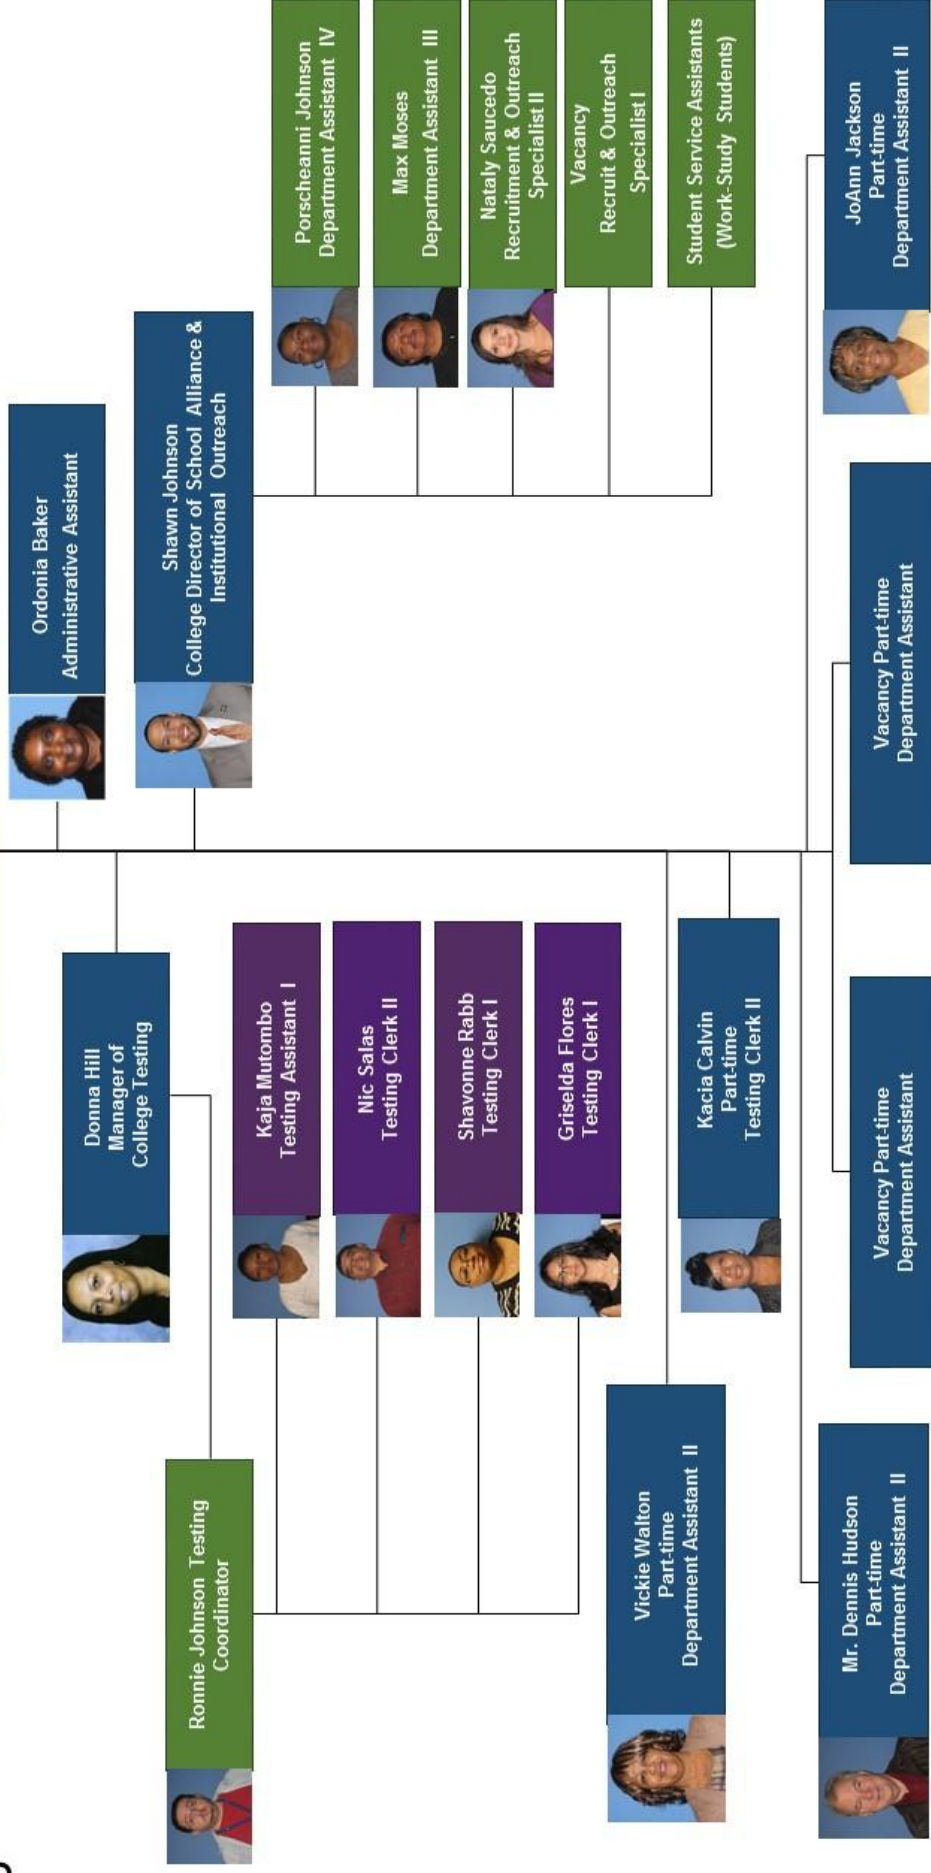 Ordonia Baker
Administrative Assistant
Donna Hill
Manager of
College Testing
Shawn Johnson
College Director of School Alliance &
Institutional Outreach
Ronnie Johnson Testing
Coordinator
Kaja Mutombo
Testing Assistant I
Nic Salas
Testing Clerk II
Shavonne Rabb
Testing Clerk I
Griselda Flores
Testing Clerk I
Porscheanni Johnson
Department Assistant IV
Max Moses
Department Assistant III
Nataly Saucedo
Recruitment & Outreach
Specialist II
Vacancy
Recruit & Outreach
Specialist I
Student Service Assistants
(Work-Study Students)
Vickie Walton
Part-time
Department Assistant II
Kacia Calvin
Part-time
Testing Clerk II
Mr. Dennis Hudson
Part-time
Department Assistant II
Vacancy Part-time
Department Assistant
Vacancy Part-time
Department Assistant
JoAnn Jackson
Part-time
Department Assistant II